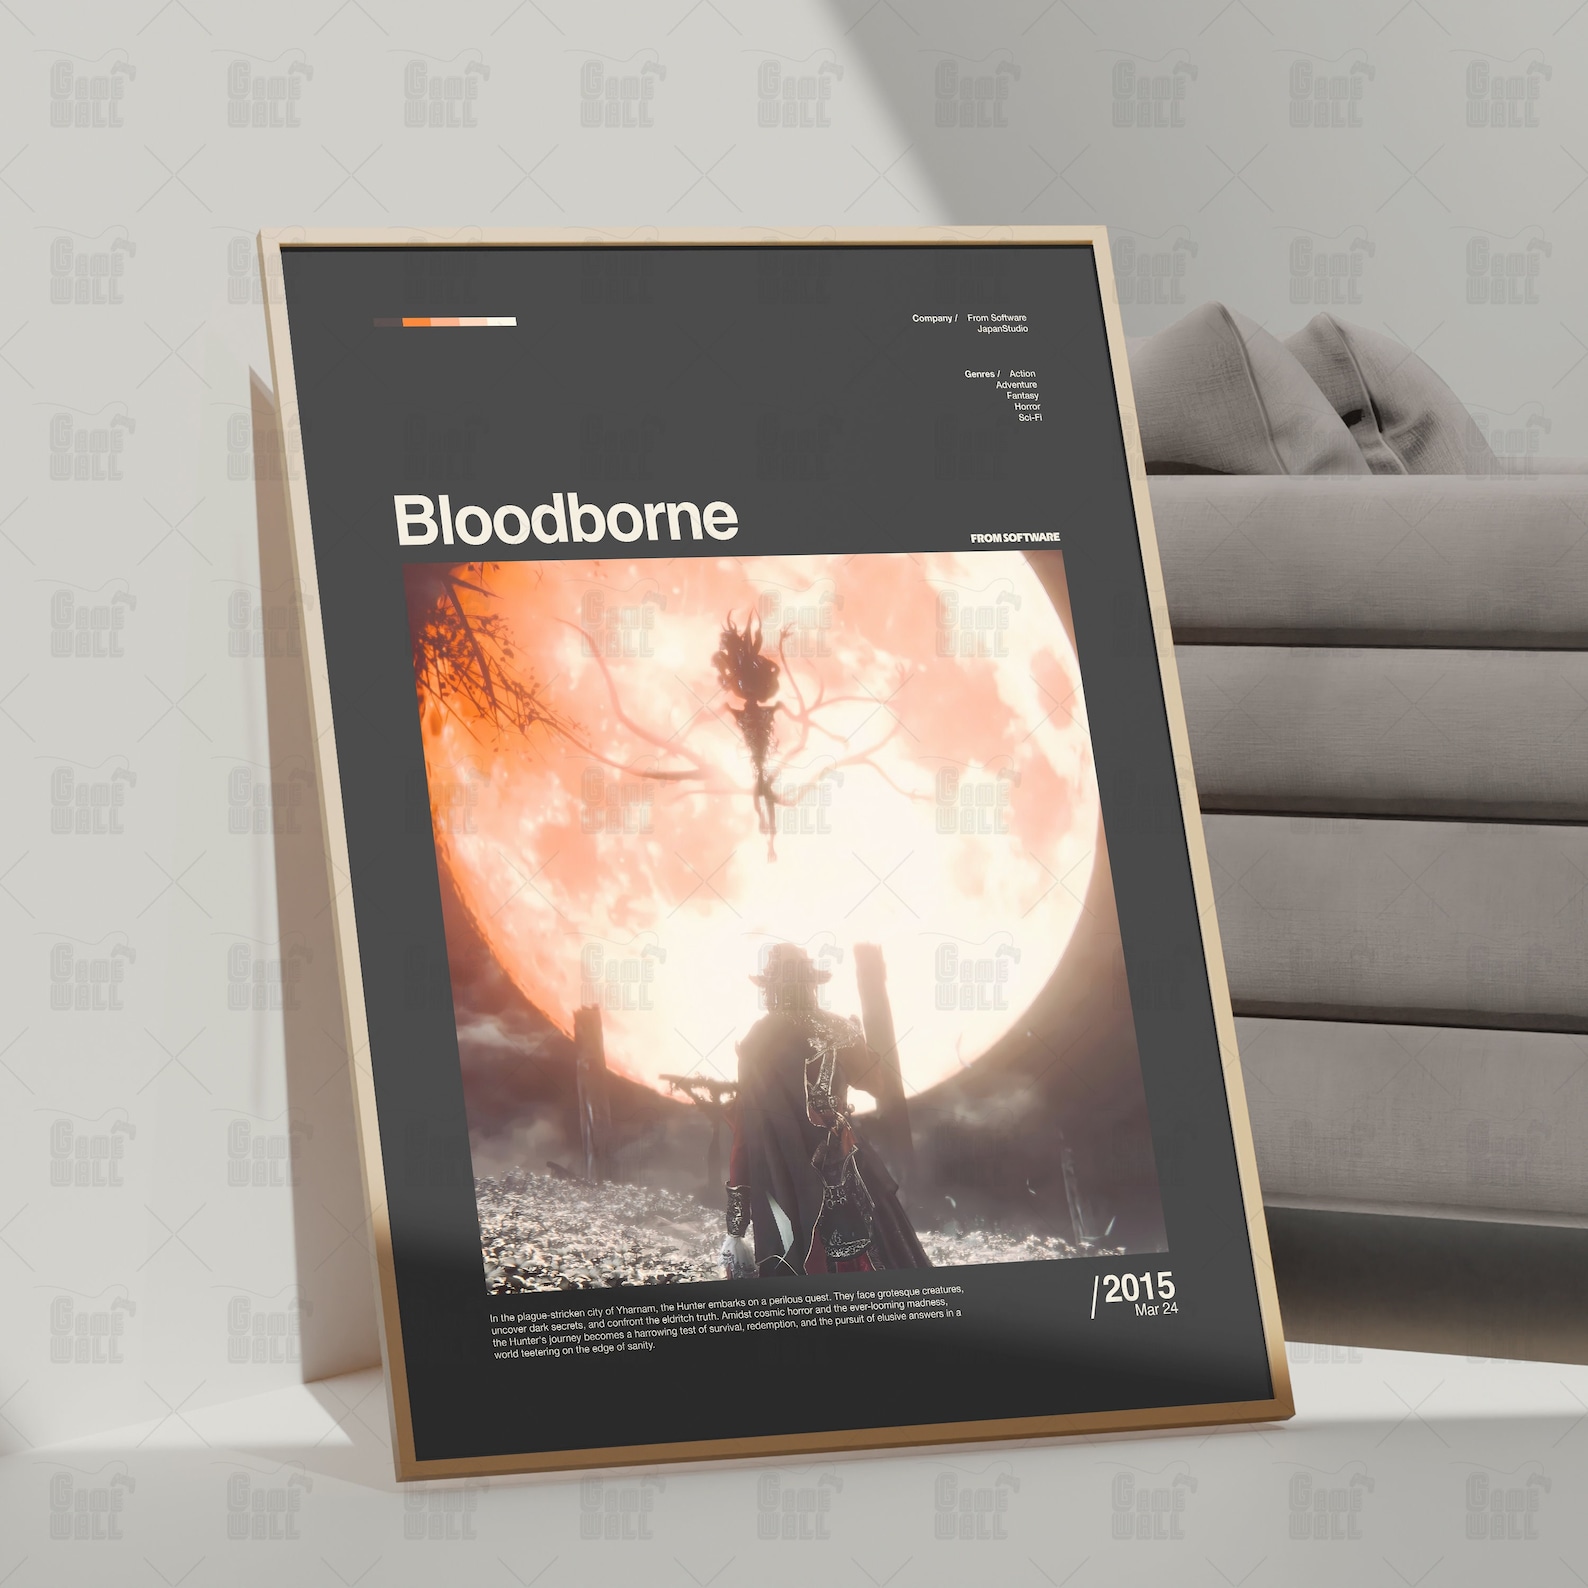 Company / From Software
JapanStudio
Genres / Action
Adventure
Fantasy
Horror
Sci-Fi
Bloodborne
FROMSOFTWARE
In the plague-stricken city of Yharnam, the Hunter embarks on a perilous quest. They face grotesque creatures,
uncover dark secrets, and confront the eldritch truth. Amidst cosmic horror and the ever-looming madness,
the Hunter's journey becomes a harrowing test of survival, redemption, and the pursuit of elusive answers in a
world teetering on the edge of sanity.
/2015
Mar 24
GAME
WALL